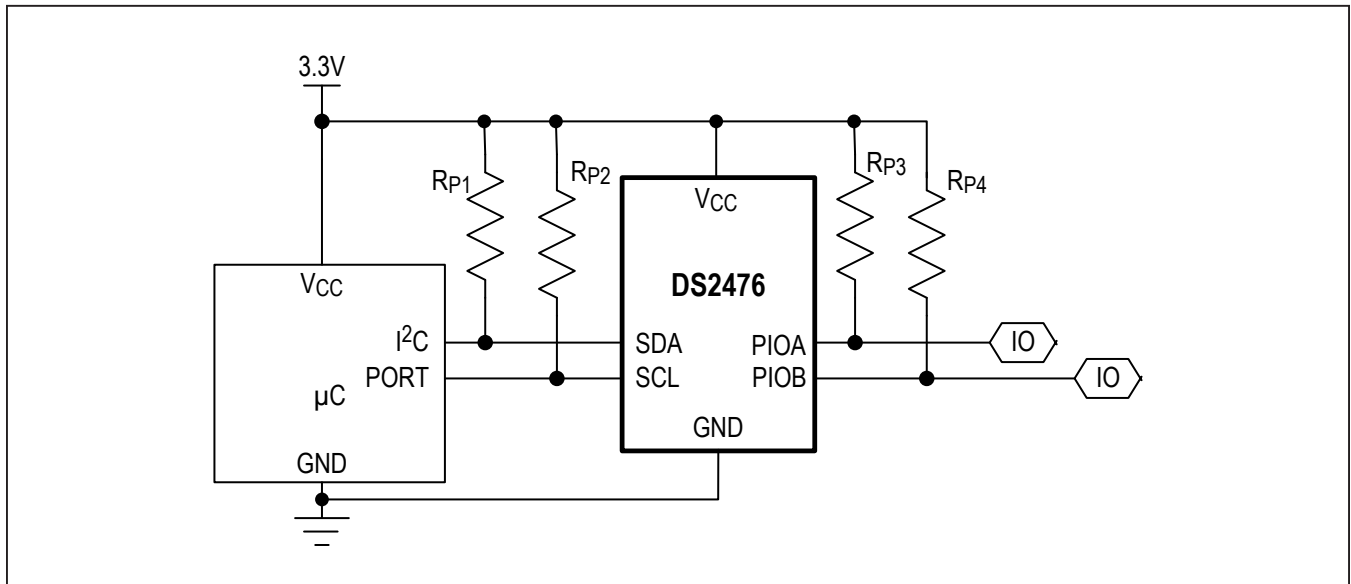 3.3V
RP1
RP2
RP3
RP4
VCC
DS2476
SDA
SCL
PIOA
PIOB
GND
IO
IO
VCC
I²C
PORT
µC
GND